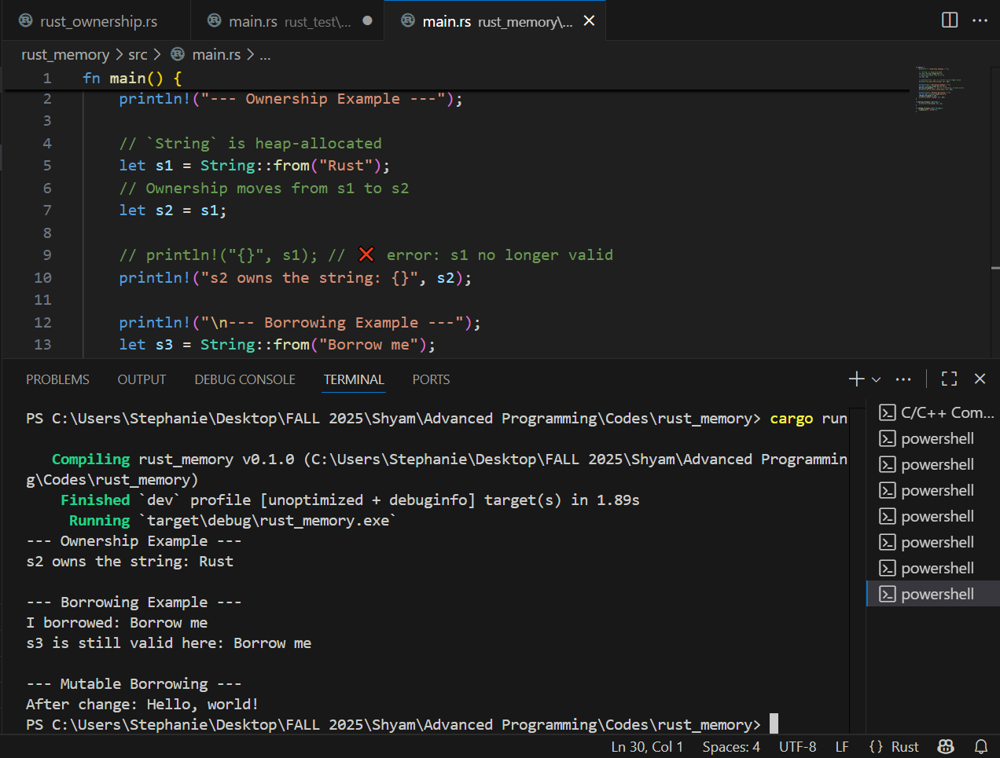 rust_ownership.rs main.rs rust_test\... main.rs rust_memory\...
rust_memory > src > main.rs > ...
1 fn main() {
2 println!("--- Ownership Example ---");
3
4 // `String` is heap-allocated
5 let s1 = String::from("Rust");
6 // Ownership moves from s1 to s2
7 let s2 = s1;
8
9 // println!("{}", s1); // ❌ error: s1 no longer valid
10 println!("s2 owns the string: {}", s2);
11
12 println!("\n--- Borrowing Example ---");
13 let s3 = String::from("Borrow me");
PROBLEMS OUTPUT DEBUG CONSOLE TERMINAL PORTS
PS C:\Users\Stephanie\Desktop\FALL 2025\Shyam\Advanced Programming\Codes\rust_memory> cargo run
Compiling rust_memory v0.1.0 (C:\Users\Stephanie\Desktop\FALL 2025\Shyam\Advanced Programmin
g\Codes\rust_memory)
Finished `dev` profile [unoptimized + debuginfo] target(s) in 1.89s
Running `target\debug\rust_memory.exe`
--- Ownership Example ---
s2 owns the string: Rust
--- Borrowing Example ---
I borrowed: Borrow me
s3 is still valid here: Borrow me
--- Mutable Borrowing ---
After change: Hello, world!
PS C:\Users\Stephanie\Desktop\FALL 2025\Shyam\Advanced Programming\Codes\rust_memory>
C/C++ Com...
powershell
powershell
powershell
powershell
powershell
powershell
powershell
Ln 30, Col 1 Spaces: 4 UTF-8 LF {} Rust